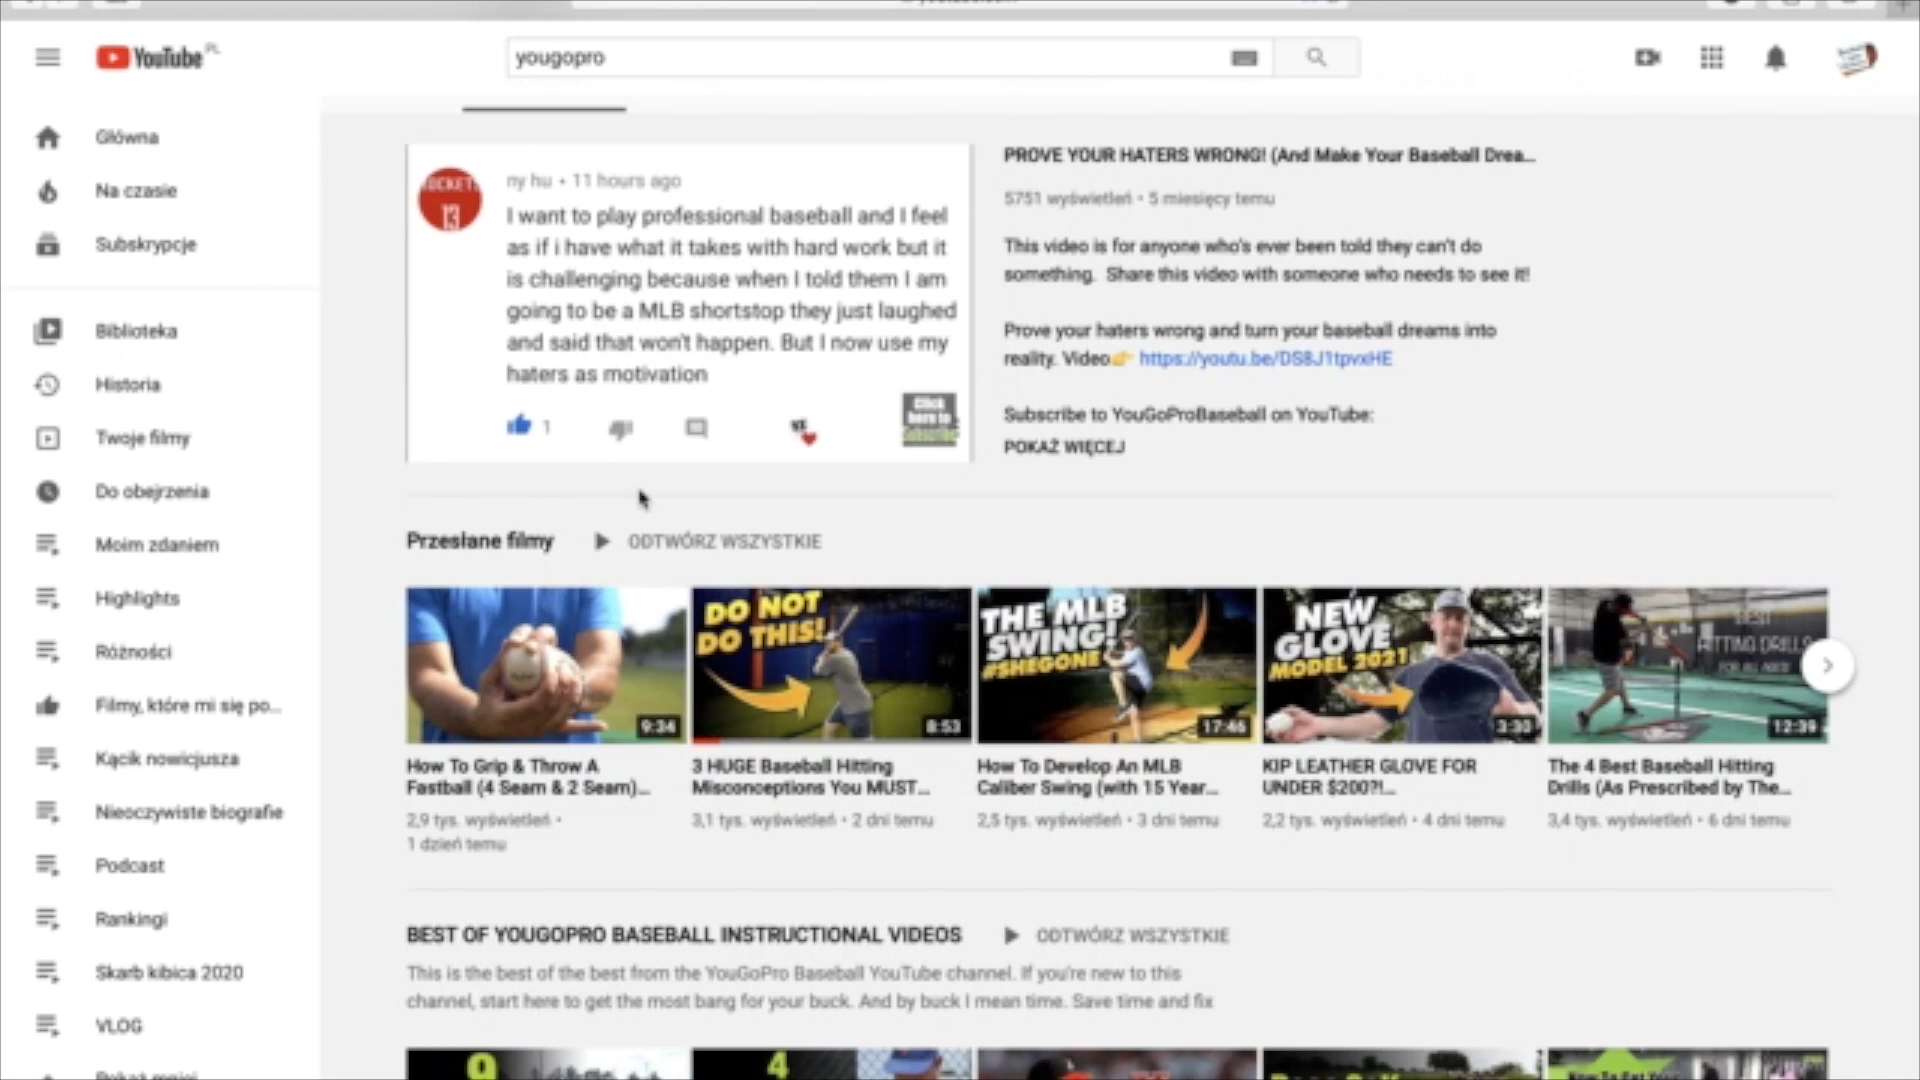 YouTube PL
yougopro
Główna
Na czasie
Subskrypcje
Biblioteka
Historia
Twoje filmy
Do obejrzenia
Moim zdaniem
Highlights
Różności
Filmy, które mi się po...
Kącik nowicjusza
Nieoczywiste biografie
Podcast
Rankingi
Skarb kibica 2020
VLOG
13
ny hu • 11 hours ago
I want to play professional baseball and I feel
as if i have what it takes with hard work but it
is challenging because when I told them I am
going to be a MLB shortstop they just laughed
and said that won't happen. But I now use my
haters as motivation
1
PROVE YOUR HATERS WRONG! (And Make Your Baseball Drea...
5751 wyświetleń • 5 miesięcy temu
This video is for anyone who's ever been told they can't do
something. Share this video with someone who needs to see it!
Prove your haters wrong and turn your baseball dreams into
reality. Video👉 https://youtu.be/DS8J1tpvxHE
Subscribe to YouGoProBaseball on YouTube:
POKAŻ WIĘCEJ
Przesłane filmy ODTWÓRZ WSZYSTKIE
9:34
DO NOT
DO THIS!
8:53
THE MLB
SWING!
#SHEGONE
17:46
NEW
GLOVE
MODEL 2021
3:33
BEST
HITTING DRILLS
FOR ALL AGES
12:39
How To Grip & Throw A
Fastball (4 Seam & 2 Seam)...
2,9 tys. wyświetleń •
1 dzień temu
3 HUGE Baseball Hitting
Misconceptions You MUST...
3,1 tys. wyświetleń • 2 dni temu
How To Develop An MLB
Caliber Swing (with 15 Year...
2,5 tys. wyświetleń • 3 dni temu
KIP LEATHER GLOVE FOR
UNDER $200?!...
2,2 tys. wyświetleń • 4 dni temu
The 4 Best Baseball Hitting
Drills (As Prescribed by The...
3,4 tys. wyświetleń • 6 dni temu
BEST OF YOUGOPRO BASEBALL INSTRUCTIONAL VIDEOS ODTWÓRZ WSZYSTKIE
This is the best of the best from the YouGoPro Baseball YouTube channel. If you're new to this
channel, start here to get the most bang for your buck. And by buck I mean time. Save time and fix
9
4